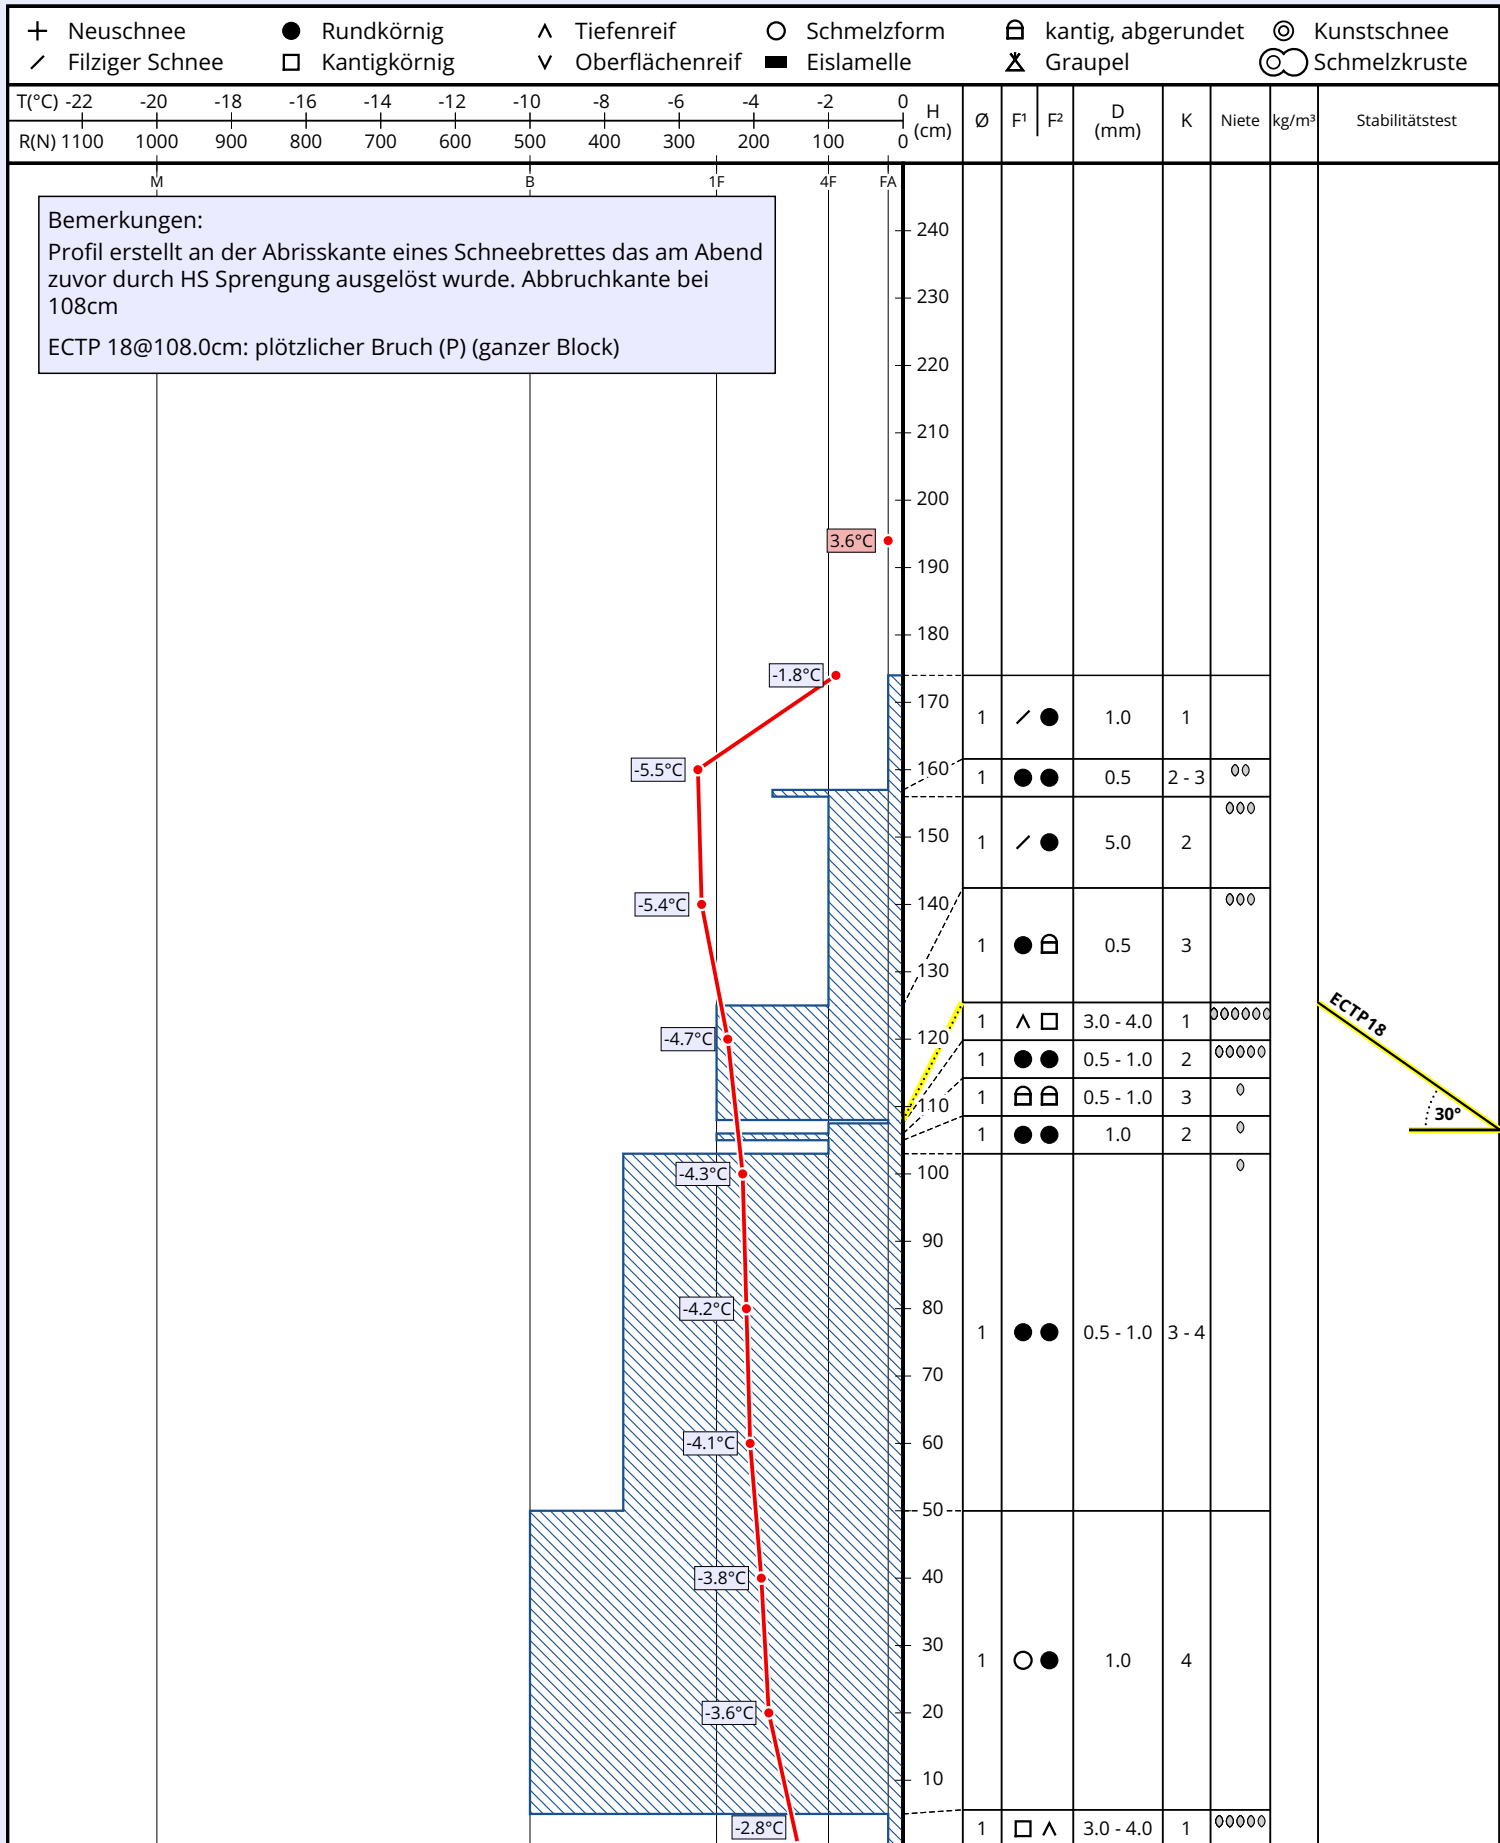 Neuschnee Rundkörnig Tiefenreif Schmelzform kantig, abgerundet Kunstschnee
Filziger Schnee Kantigkörnig Oberflächenreif Eislamelle Graupel Schmelzkruste
T(°C) -22 -20 -18 -16 -14 -12 -10 -8 -6 -4 -2 0
R(N) 1100 1000 900 800 700 600 500 400 300 200 100 0
H (cm) Ø F¹ F² D (mm) K Niete kg/m³ Stabilitätstest
M B 1F 4F FA
Bemerkungen:
Profil erstellt an der Abrisskante eines Schneebrettes das am Abend
zuvor durch HS Sprengung ausgelöst wurde. Abbruchkante bei
108cm
ECTP 18@108.0cm: plötzlicher Bruch (P) (ganzer Block)
240
230
220
210
200
3.6°C
190
180
-1.8°C
170
1 1.0 1
-5.5°C 160
1 0.5 2 - 3
150
1 5.0 2
-5.4°C 140
1 0.5 3
130
ECTP18
1 3.0 - 4.0 1
-4.7°C 120
1 0.5 - 1.0 2
1 0.5 - 1.0 3
110
30°
1 1.0 2
-4.3°C 100
90
-4.2°C 80
1 0.5 - 1.0 3 - 4
70
-4.1°C 60
50
-3.8°C 40
30
1 1.0 4
-3.6°C 20
10
-2.8°C
1 3.0 - 4.0 1